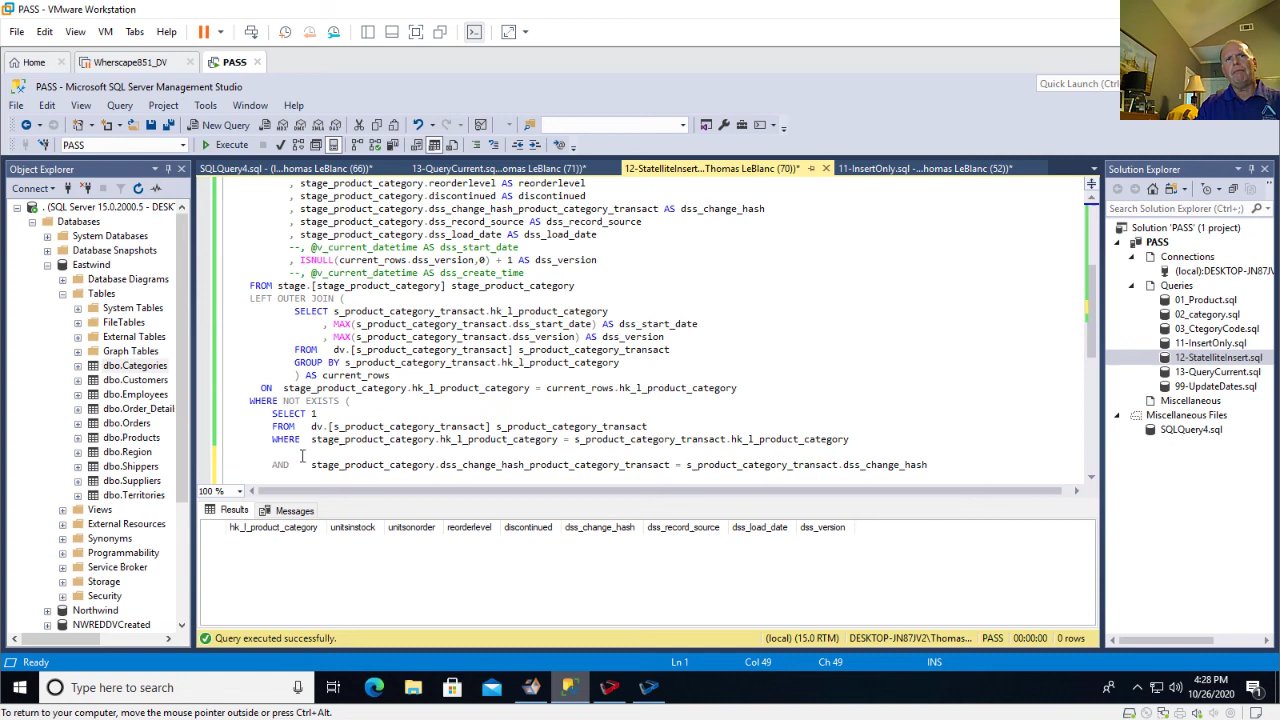 PASS - VMware Workstation
File Edit View VM Tabs Help
Home Wherscape851_DV PASS
PASS - Microsoft SQL Server Management Studio
Quick Launch (Ctrl+;)
File Edit View Query Project Tools Window Help
New Query
PASS Execute
Object Explorer
SQLQuery4.sql - (l...homas LeBlanc (66))* 13-QueryCurrent.sq...omas LeBlanc (71))* 12-StatelliteInsert...Thomas LeBlanc (70))* 11-InsertOnly.sql -...homas LeBlanc (52))*
Solution Explorer
Connect
. (SQL Server 15.0.2000.5 - DESKT
Databases
System Databases
Database Snapshots
Eastwind
Database Diagrams
Tables
System Tables
FileTables
External Tables
Graph Tables
dbo.Categories
dbo.Customers
dbo.Employees
dbo.Order_Detail
dbo.Orders
dbo.Products
dbo.Region
dbo.Shippers
dbo.Suppliers
dbo.Territories
Views
External Resources
Synonyms
Programmability
Service Broker
Storage
Security
Northwind
NWREDDVCreated
, stage_product_category.reorderlevel AS reorderlevel
, stage_product_category.discontinued AS discontinued
, stage_product_category.dss_change_hash_product_category_transact AS dss_change_hash
, stage_product_category.dss_record_source AS dss_record_source
, stage_product_category.dss_load_date AS dss_load_date
--, @v_current_datetime AS dss_start_date
, ISNULL(current_rows.dss_version,0) + 1 AS dss_version
--, @v_current_datetime AS dss_create_time
FROM stage.[stage_product_category] stage_product_category
LEFT OUTER JOIN (
SELECT s_product_category_transact.hk_l_product_category
, MAX(s_product_category_transact.dss_start_date) AS dss_start_date
, MAX(s_product_category_transact.dss_version) AS dss_version
FROM dv.[s_product_category_transact] s_product_category_transact
GROUP BY s_product_category_transact.hk_l_product_category
) AS current_rows
ON stage_product_category.hk_l_product_category = current_rows.hk_l_product_category
WHERE NOT EXISTS (
SELECT 1
FROM dv.[s_product_category_transact] s_product_category_transact
WHERE stage_product_category.hk_l_product_category = s_product_category_transact.hk_l_product_category
AND stage_product_category.dss_change_hash_product_category_transact = s_product_category_transact.dss_change_hash
100 %
Results Messages
hk_l_product_category unitsinstock unitsonorder reorderlevel discontinued dss_change_hash dss_record_source dss_load_date dss_version
Query executed successfully. (local) (15.0 RTM) DESKTOP-JN87JV2\Thomas... PASS 00:00:00 0 rows
Search Solution Explorer (Ctrl+;)
Solution 'PASS' (1 project)
PASS
Connections
(local):DESKTOP-JN87JV
Queries
01_Product.sql
02_category.sql
03_CtegoryCode.sql
11-InsertOnly.sql
12-StatelliteInsert.sql
13-QueryCurrent.sql
99-UpdateDates.sql
Miscellaneous
Miscellaneous Files
SQLQuery4.sql
Ready Ln 1 Col 49 Ch 49 INS
Type here to search
4:28 PM
10/26/2020
1
To return to your computer, move the mouse pointer outside or press Ctrl+Alt.